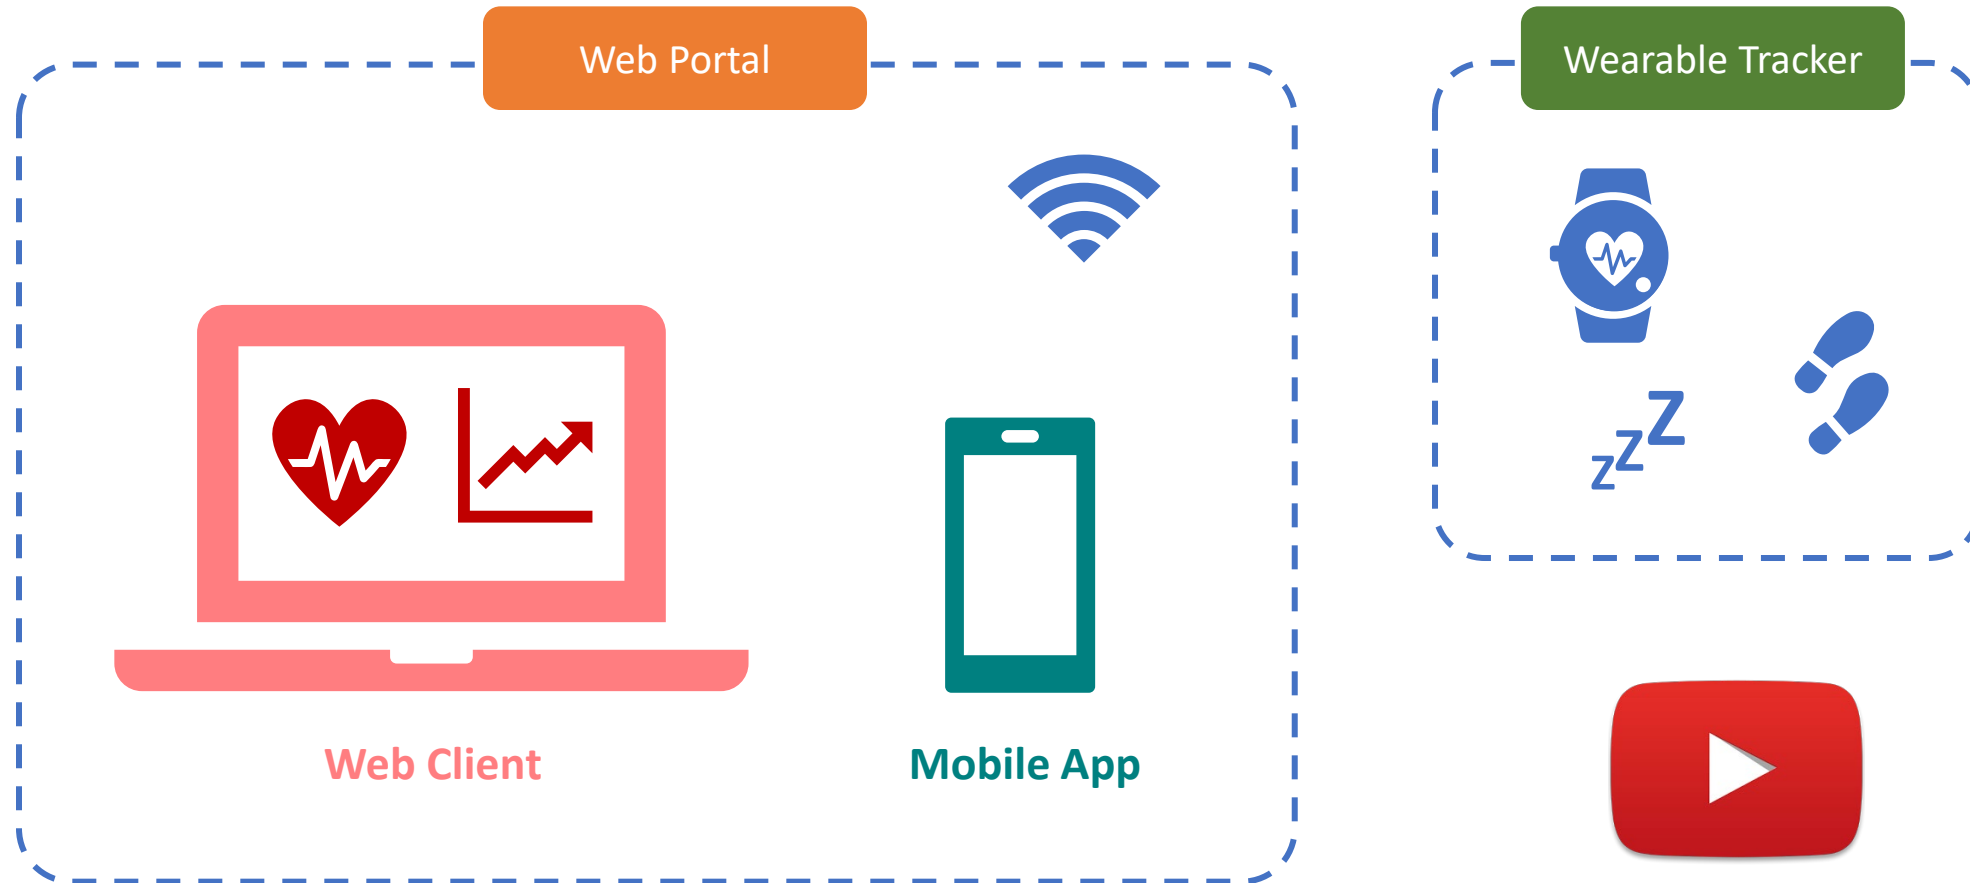 Web Portal
Wearable Tracker
zzZ
Web Client
Mobile App